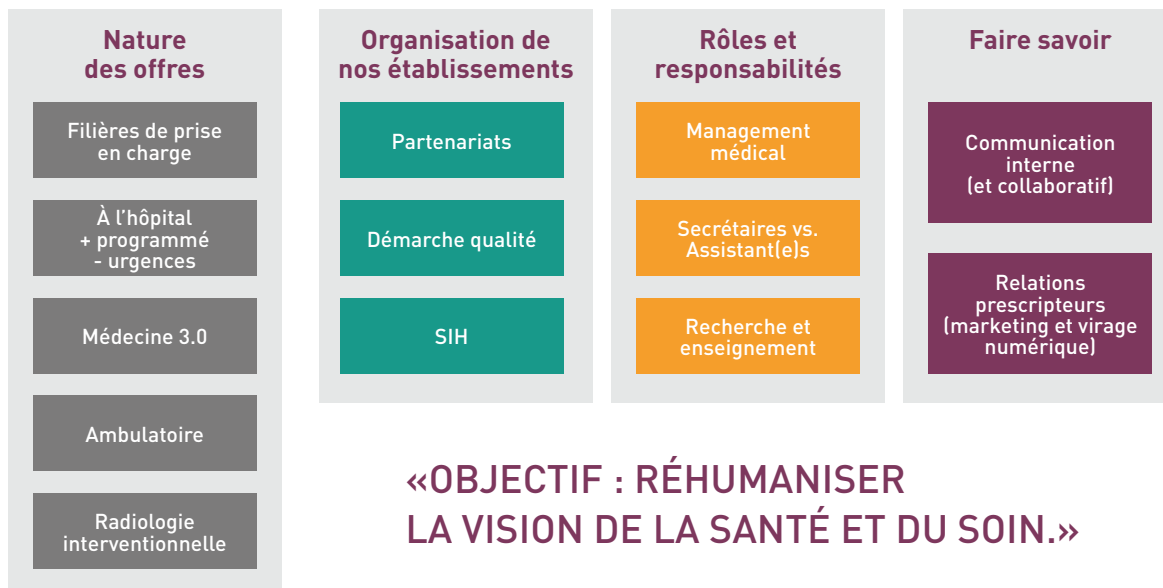 Nature
des offres
Filières de prise
en charge
À l'hôpital
+ programmé
- urgences
Médecine 3.0
Ambulatoire
Radiologie
interventionnelle
Organisation de
nos établissements
Partenariats
Démarche qualité
SIH
Rôles et
responsabilités
Management
médical
Secrétaires vs.
Assistant(e)s
Recherche et
enseignement
Faire savoir
Communication
interne
(et collaboratif)
Relations
prescripteurs
(marketing et virage
numérique)
«OBJECTIF : RÉHUMANISER
LA VISION DE LA SANTÉ ET DU SOIN.»